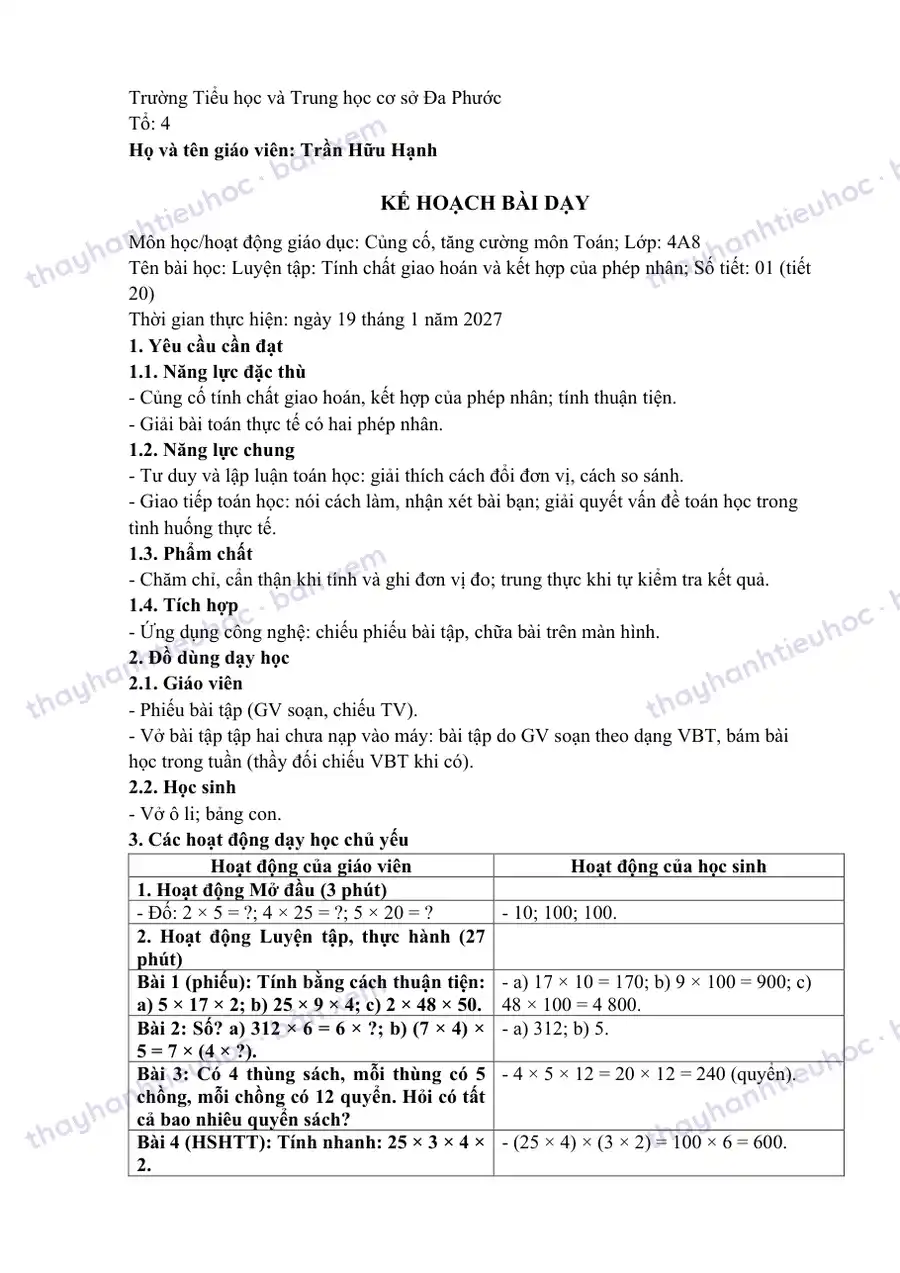 Trường Tiểu học và Trung học cơ sở Đa Phước
Tổ: 4
Họ và tên giáo viên: Trần Hữu Hạnh
KẾ HOẠCH BÀI DẠY
Môn học/hoạt động giáo dục: Củng cố, tăng cường môn Toán; Lớp: 4A8
Tên bài học: Luyện tập: Tính chất giao hoán và kết hợp của phép nhân; Số tiết: 01 (tiết
20)
Thời gian thực hiện: ngày 19 tháng 1 năm 2027
1. Yêu cầu cần đạt
1.1. Năng lực đặc thù
- Củng cố tính chất giao hoán, kết hợp của phép nhân; tính thuận tiện.
- Giải bài toán thực tế có hai phép nhân.
1.2. Năng lực chung
- Tư duy và lập luận toán học: giải thích cách đổi đơn vị, cách so sánh.
- Giao tiếp toán học: nói cách làm, nhận xét bài bạn; giải quyết vấn đề toán học trong
tình huống thực tế.
1.3. Phẩm chất
- Chăm chỉ, cẩn thận khi tính và ghi đơn vị đo; trung thực khi tự kiểm tra kết quả.
1.4. Tích hợp
- Ứng dụng công nghệ: chiếu phiếu bài tập, chữa bài trên màn hình.
2. Đồ dùng dạy học
2.1. Giáo viên
- Phiếu bài tập (GV soạn, chiếu TV).
- Vở bài tập tập hai chưa nạp vào máy: bài tập do GV soạn theo dạng VBT, bám bài
học trong tuần (thầy đối chiếu VBT khi có).
2.2. Học sinh
- Vở ô li; bảng con.
3. Các hoạt động dạy học chủ yếu
Hoạt động của giáo viên
Hoạt động của học sinh
1. Hoạt động Mở đầu (3 phút)
- Đố: 2 × 5 = ?; 4 × 25 = ?; 5 × 20 = ?
- 10; 100; 100.
2. Hoạt động Luyện tập, thực hành (27
phút)
Bài 1 (phiếu): Tính bằng cách thuận tiện:
a) 5 × 17 × 2; b) 25 × 9 × 4; c) 2 × 48 × 50.
- a) 17 × 10 = 170; b) 9 × 100 = 900; c)
48 × 100 = 4 800.
Bài 2: Số? a) 312 × 6 = 6 × ?; b) (7 × 4) ×
5 = 7 × (4 × ?).
- a) 312; b) 5.
Bài 3: Có 4 thùng sách, mỗi thùng có 5
chồng, mỗi chồng có 12 quyển. Hỏi có tất
cả bao nhiêu quyển sách?
- 4 × 5 × 12 = 20 × 12 = 240 (quyển).
Bài 4 (HSHTT): Tính nhanh: 25 × 3 × 4 ×
2.
- (25 × 4) × (3 × 2) = 100 × 6 = 600.
thayhanhtieuhoc · bản xem
thayhanhtieuhoc · b
thayhanhtieuhoc · bản xem
thayhanhtieuhoc · b
thayhanhtieuhoc · bản xem
thayhanhtieuhoc · b